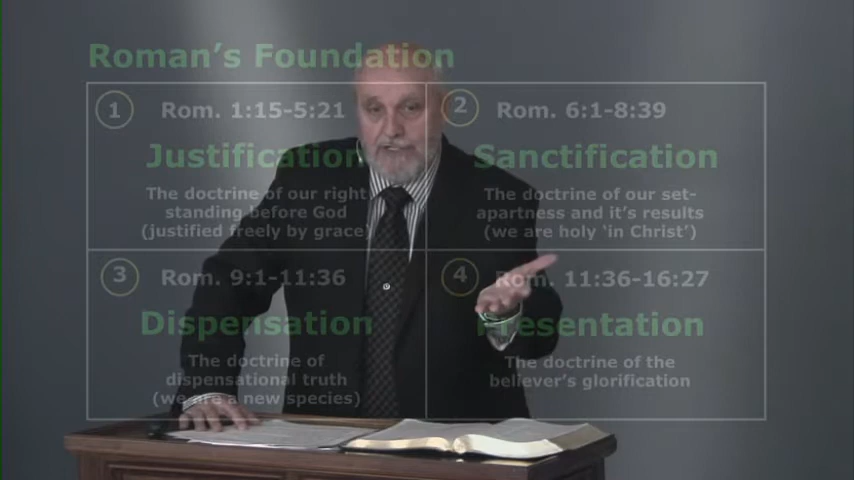 Roman's Foundation
1 Rom. 1:15-5:21
Justification
The doctrine of our right
standing before God
(justified freely by grace)
2 Rom. 6:1-8:39
Sanctification
The doctrine of our set-
apartness and it's results
(we are holy 'in Christ')
3 Rom. 9:1-11:36
Dispensation
The doctrine of
dispensational truth
(we are a new species)
4 Rom. 11:36-16:27
Presentation
The doctrine of the
believer's glorification